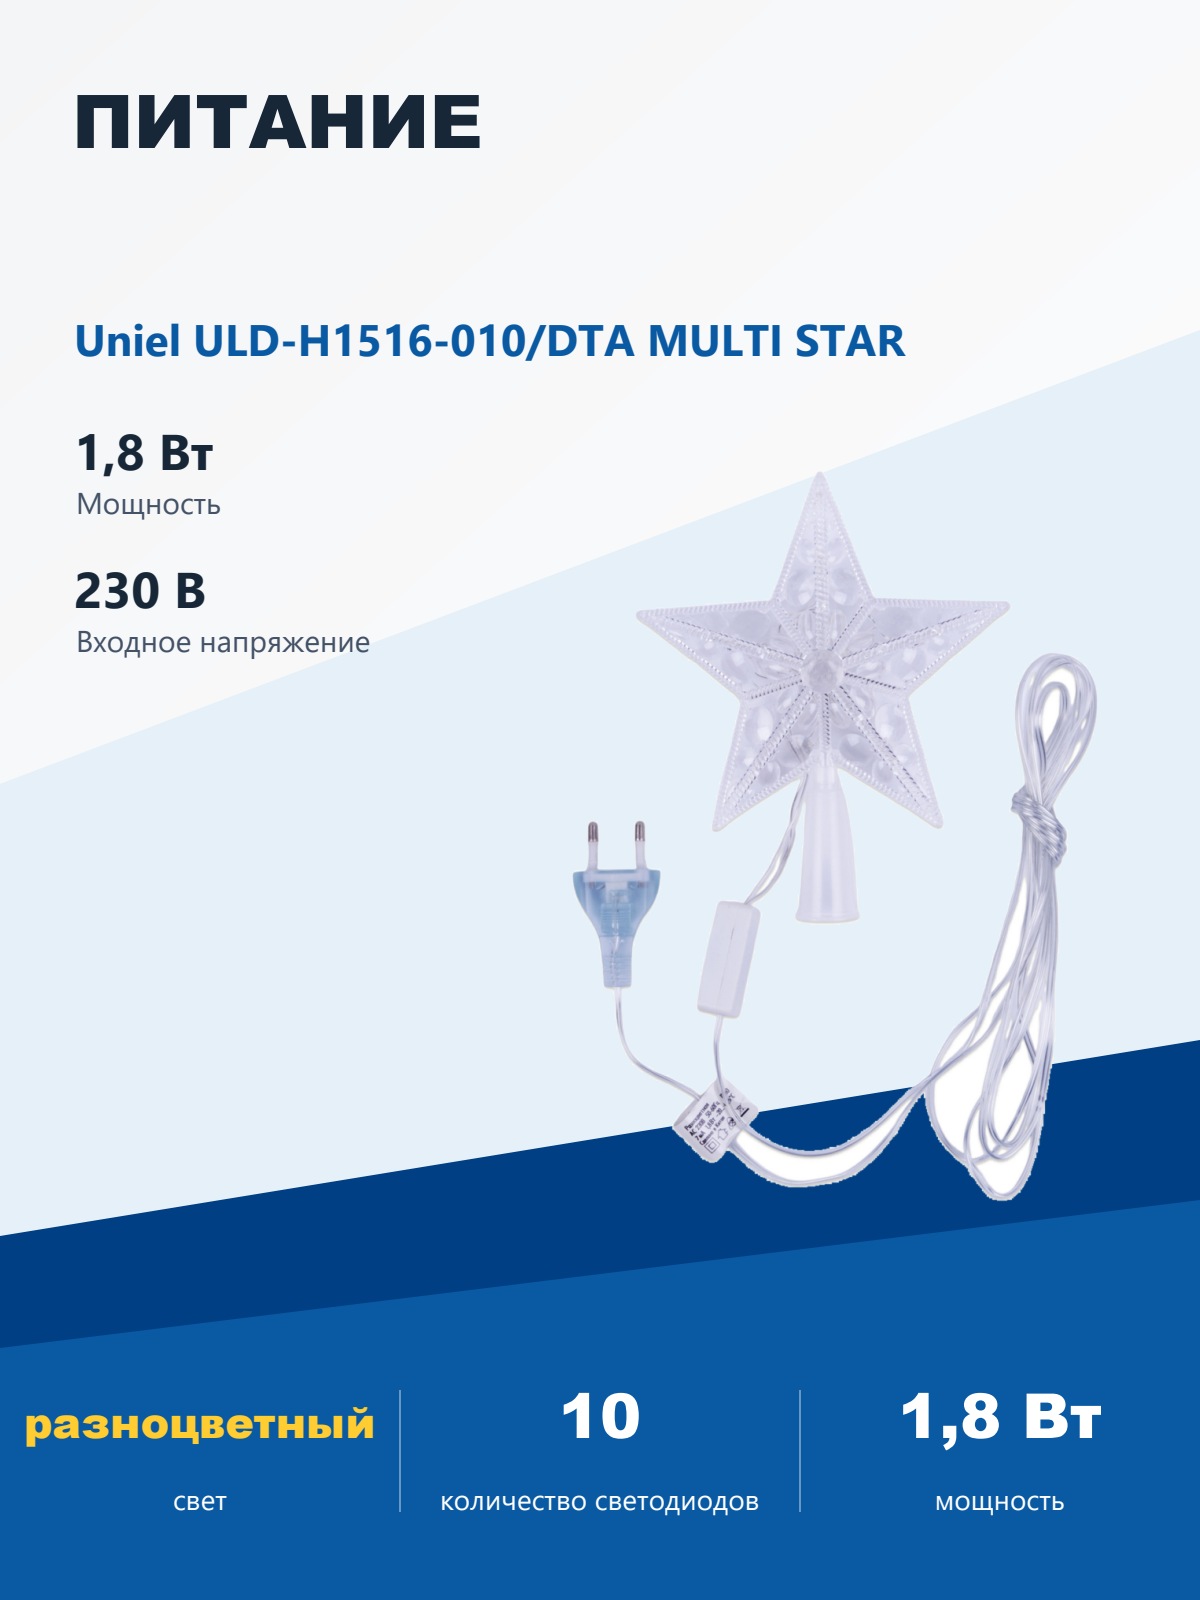 ПИТАНИЕ
Uniel ULD-H1516-010/DTA MULTI STAR
1,8 Вт
Мощность
230 В
Входное напряжение
разноцветный
свет
10
количество светодиодов
1,8 Вт
мощность